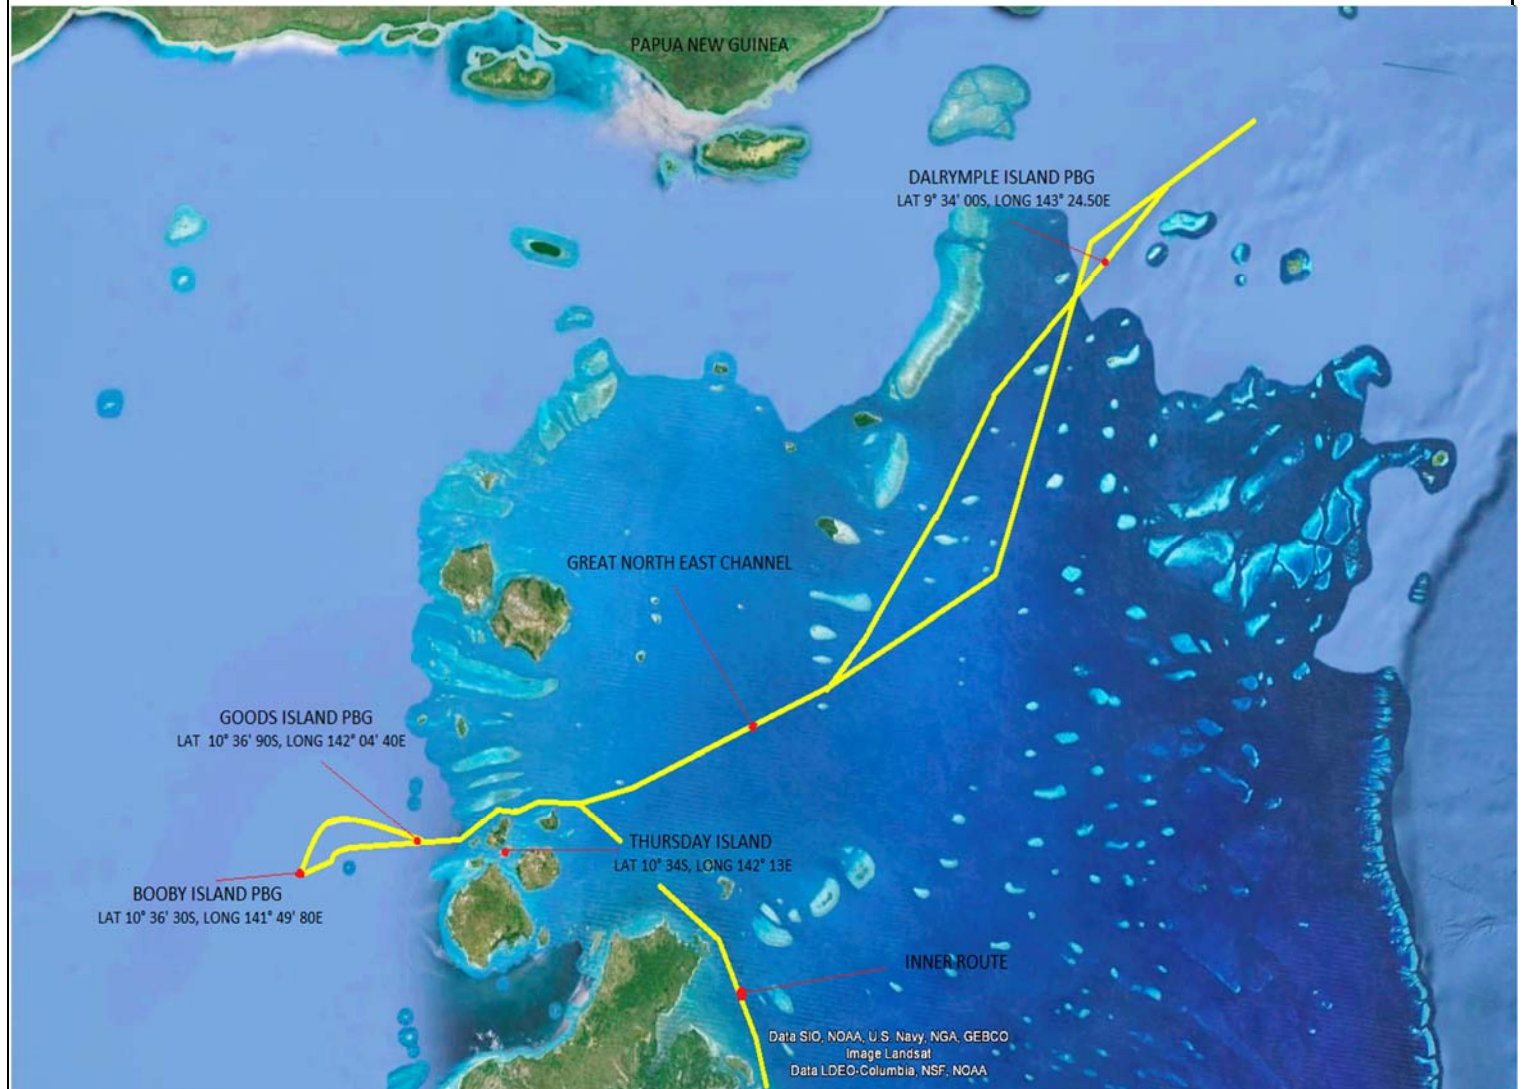 PAPUA NEW GUINEA
DALRYMPLE ISLAND PBG
LAT 9° 34' 00S, LONG 143° 24.50E
GREAT NORTH EAST CHANNEL
GOODS ISLAND PBG
LAT  10° 36' 90S, LONG 142° 04' 40E
THURSDAY ISLAND
LAT 10° 34S, LONG 142° 13E
BOOBY ISLAND PBG
LAT 10° 36' 30S, LONG 141° 49' 80E
INNER ROUTE
Data SIO, NOAA, U.S. Navy, NGA, GEBCO
Image Landsat
Data LDEO-Columbia, NSF, NOAA